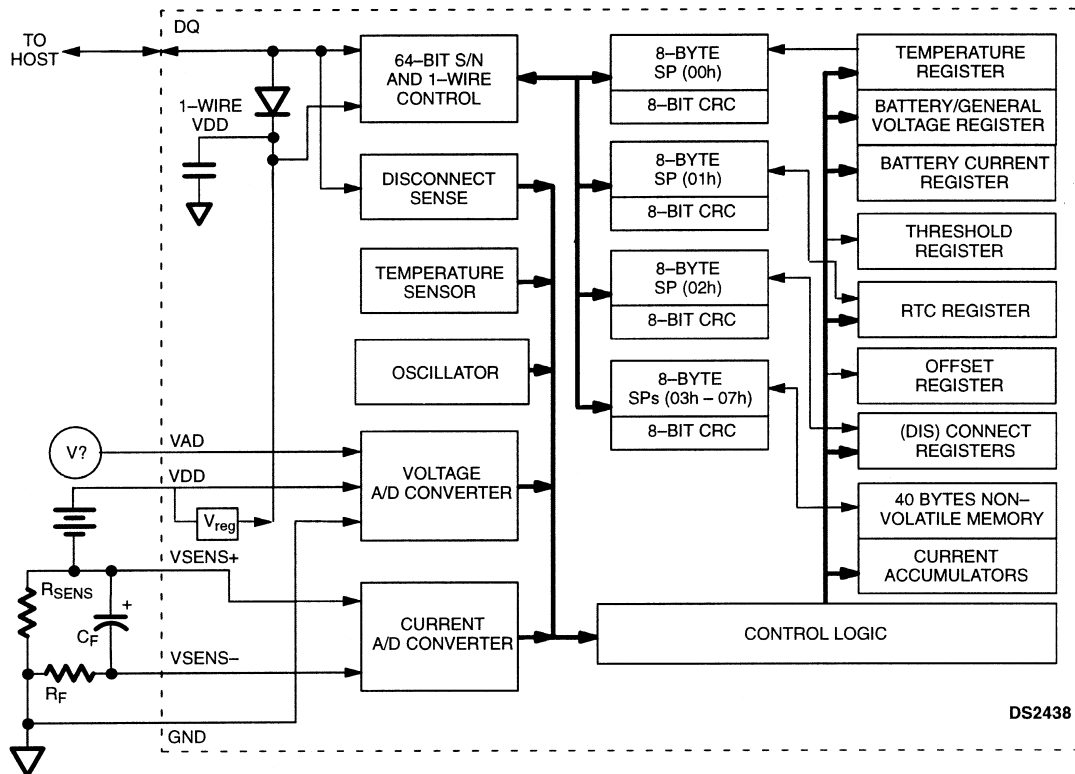 DQ
TO
HOST
64–BIT S/N
AND 1–WIRE
CONTROL
8–BYTE
SP (00h)
8–BIT CRC
TEMPERATURE
REGISTER
1–WIRE
VDD
BATTERY/GENERAL
VOLTAGE REGISTER
DISCONNECT
SENSE
8–BYTE
SP (01h)
8–BIT CRC
BATTERY CURRENT
REGISTER
THRESHOLD
REGISTER
TEMPERATURE
SENSOR
8–BYTE
SP (02h)
8–BIT CRC
RTC REGISTER
OSCILLATOR
8–BYTE
SPs (03h – 07h)
8–BIT CRC
OFFSET
REGISTER
(DIS) CONNECT
REGISTERS
V?
VAD
VDD
VOLTAGE
A/D CONVERTER
Vreg
40 BYTES NON–
VOLATILE MEMORY
VSENS+
CURRENT
ACCUMULATORS
RSENS
+
CF
CURRENT
A/D CONVERTER
CONTROL LOGIC
VSENS–
RF
GND
DS2438